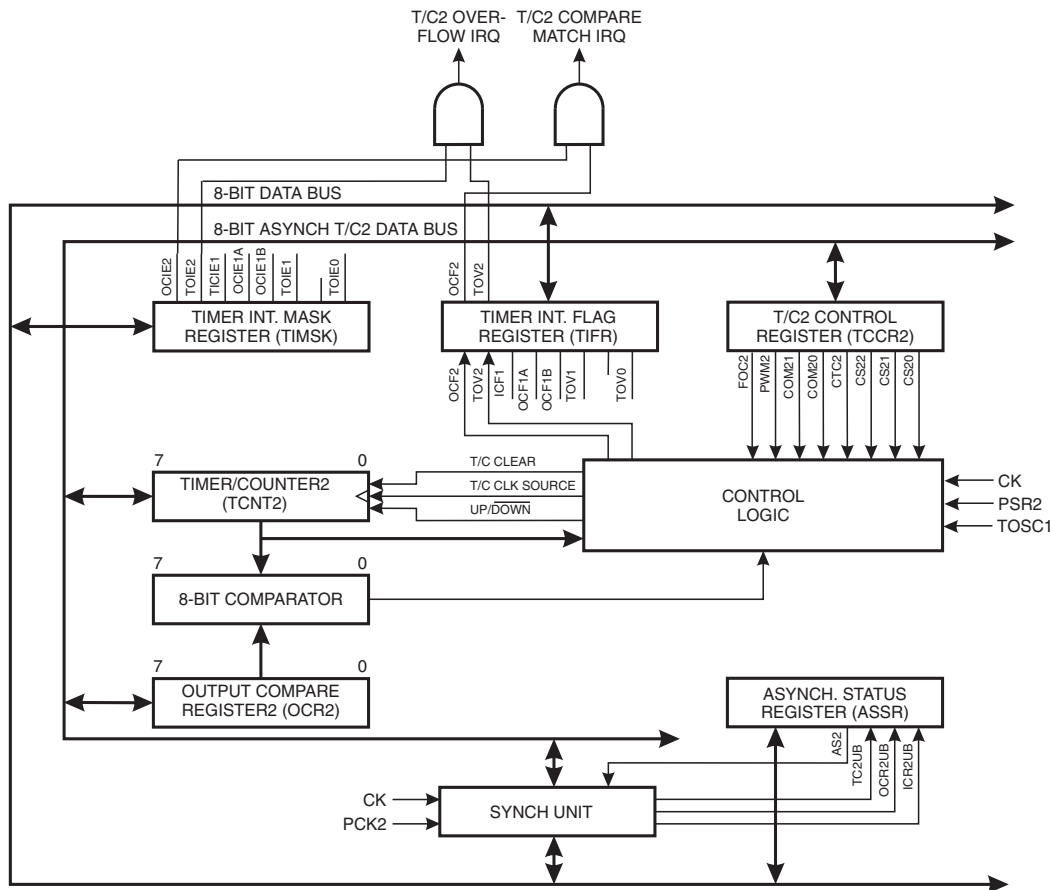 T/C2 OVER-
FLOW IRQ
T/C2 COMPARE
MATCH IRQ
8-BIT DATA BUS
8-BIT ASYNCH T/C2 DATA BUS
OCIE2
TOIE2
TICIE1
OCIE1A
OCIE1B
TOIE1
TOIE0
OCF2
TOV2
TIMER INT. MASK
REGISTER (TIMSK)
TIMER INT. FLAG
REGISTER (TIFR)
T/C2 CONTROL
REGISTER (TCCR2)
OCF2
TOV2
ICF1
OCF1A
OCF1B
TOV1
TOV0
FOC2
PWM2
COM21
COM20
CTC2
CS22
CS21
CS20
7 0
TIMER/COUNTER2
(TCNT2)
T/C CLEAR
T/C CLK SOURCE
UP/DOWN
CONTROL
LOGIC
CK
PSR2
TOSC1
7 0
8-BIT COMPARATOR
7 0
OUTPUT COMPARE
REGISTER2 (OCR2)
ASYNCH. STATUS
REGISTER (ASSR)
AS2
TC2UB
OCR2UB
ICR2UB
CK
PCK2
SYNCH UNIT